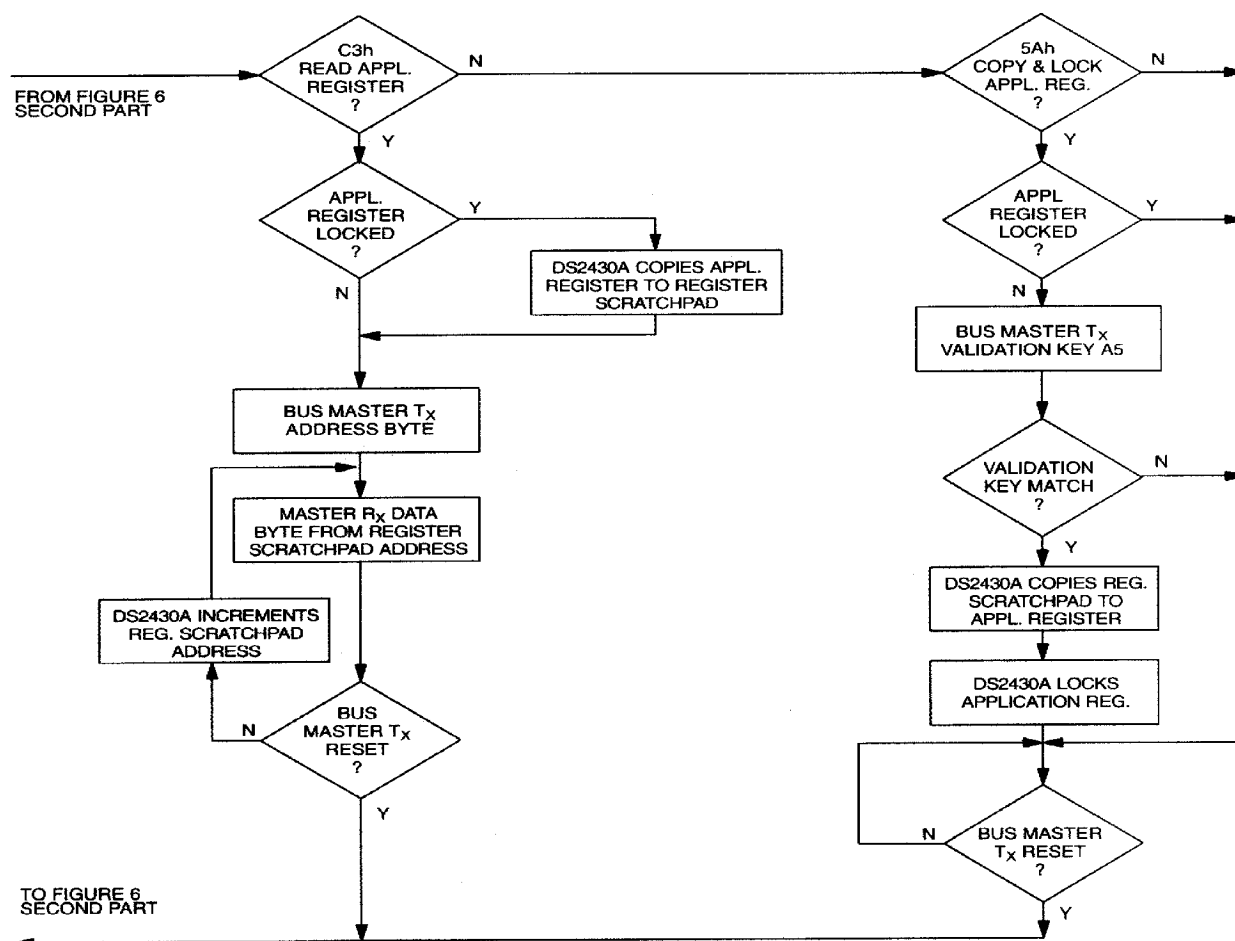 C3h
READ APPL.
REGISTER
?
N
Y
FROM FIGURE 6
SECOND PART
5Ah
COPY & LOCK
APPL. REG.
?
N
Y
APPL.
REGISTER
LOCKED
?
Y
N
DS2430A COPIES APPL.
REGISTER TO REGISTER
SCRATCHPAD
APPL
REGISTER
LOCKED
?
Y
N
BUS MASTER TX
VALIDATION KEY A5
BUS MASTER TX
ADDRESS BYTE
VALIDATION
KEY MATCH
?
N
Y
MASTER RX DATA
BYTE FROM REGISTER
SCRATCHPAD ADDRESS
DS2430A INCREMENTS
REG. SCRATCHPAD
ADDRESS
DS2430A COPIES REG.
SCRATCHPAD TO
APPL. REGISTER
DS2430A LOCKS
APPLICATION REG.
BUS
MASTER TX
RESET
?
N
Y
BUS MASTER
TX RESET
?
N
Y
TO FIGURE 6
SECOND PART